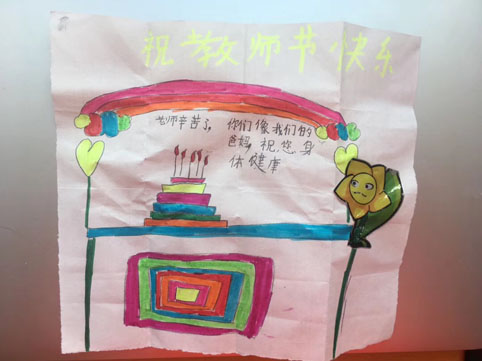 祝教师节快乐
老师辛苦了，你们像我们的
爸妈，祝您身
体健康